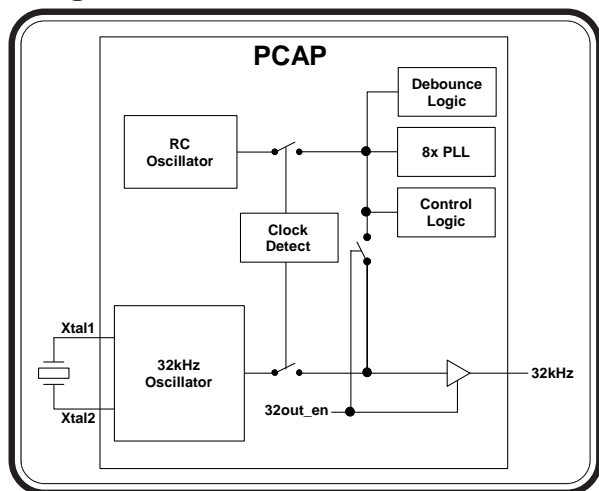 PCAP
Debounce
Logic
RC
Oscillator
8x PLL
Control
Logic
Clock
Detect
Xtal1
32kHz
Oscillator
32kHz
Xtal2
32out_en